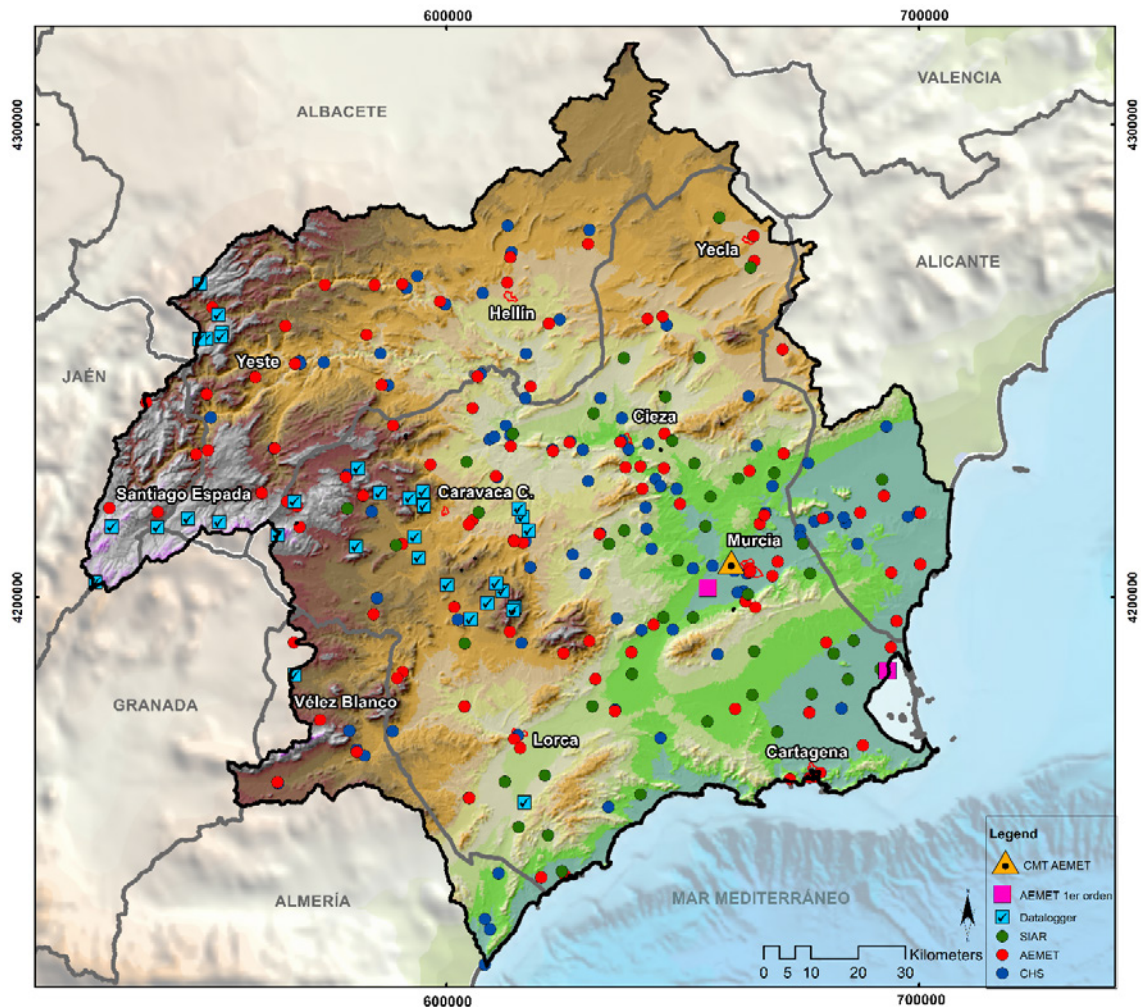 600000
700000
VALENCIA
ALBACETE
4300000
4300000
Yecla
ALICANTE
Hellín
Yeste
JAÉN
Cieza
Santiago Espada
Caravaca C.
Murcia
4200000
4200000
GRANADA
Vélez Blanco
Lorca
Cartagena
Legend
CMT AEMET
AEMET 1er orden
Datalogger
SIAR
AEMET
CHS
ALMERÍA
MAR MEDITERRÁNEO
Kilometers
0 5 10 20 30
600000
700000